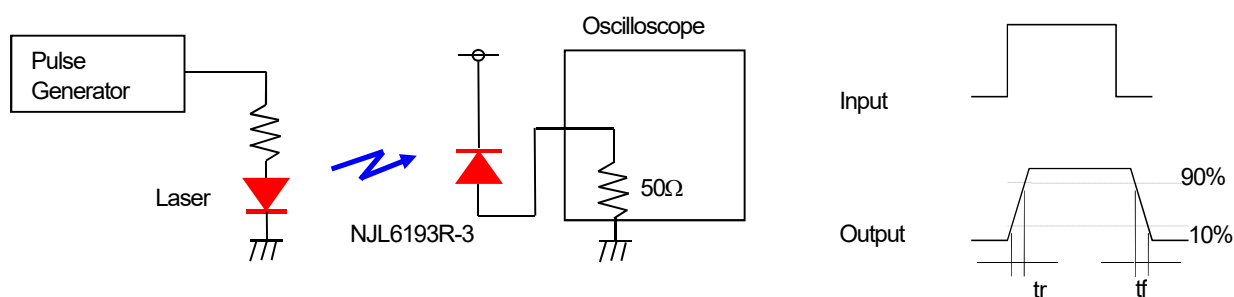 Pulse
Generator
Laser
NJL6193R-3
Oscilloscope
50Ω
Input
Output
90%
10%
tr
tf